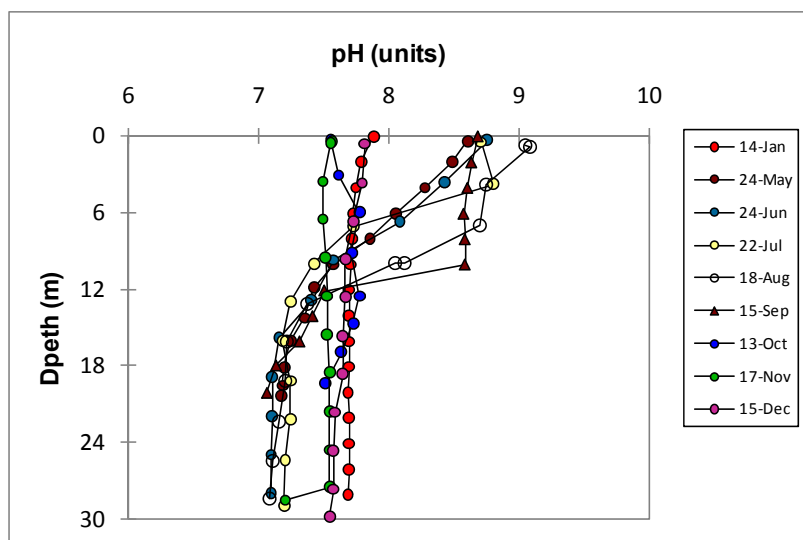 pH (units)
6 7 8 9 10
0
6
12
18
24
30
Dpeth (m)
14-Jan
24-May
24-Jun
22-Jul
18-Aug
15-Sep
13-Oct
17-Nov
15-Dec